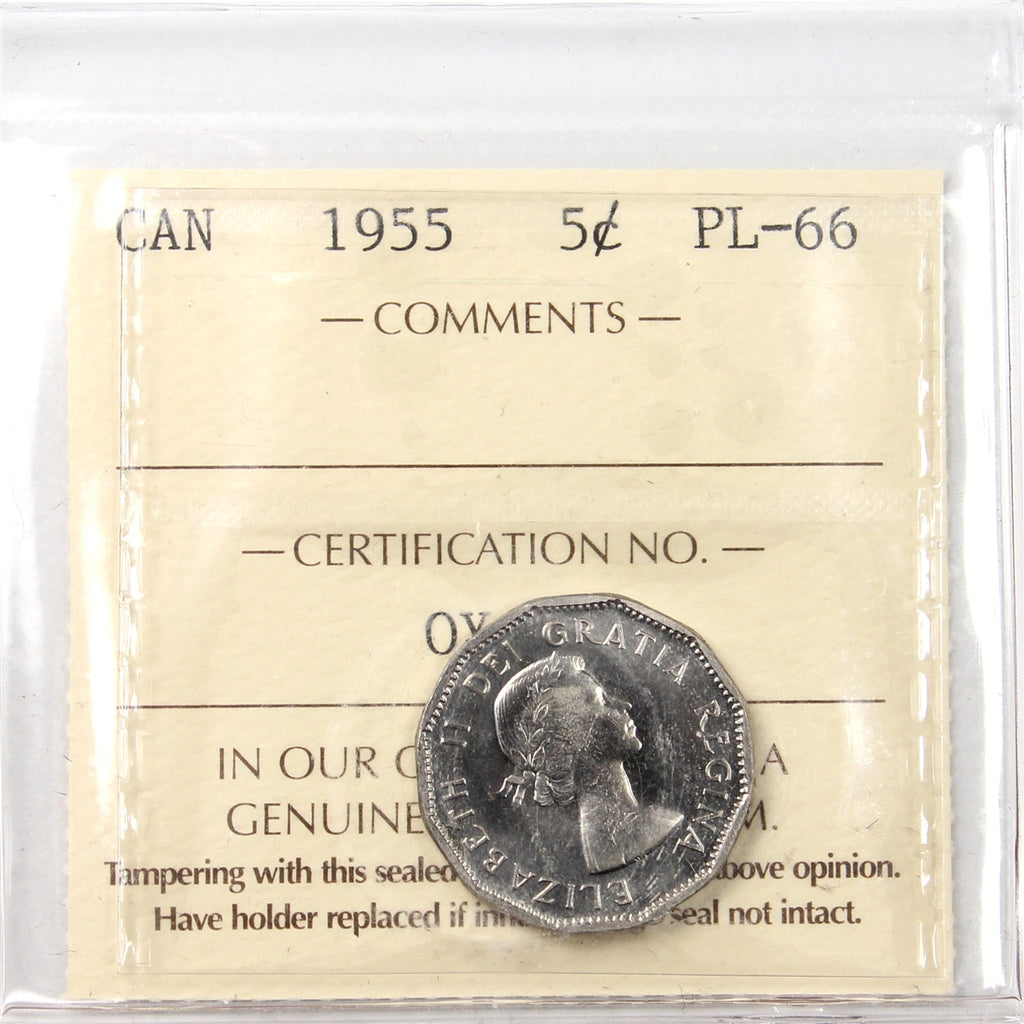 CAN 1955 5¢ PL-66
— COMMENTS —
— CERTIFICATION NO. —
IN OUR A
GENUINE
Tampering with this sealed above opinion.
Have holder replaced if seal not intact.
ELIZABETH II DEI GRATIA REGINA